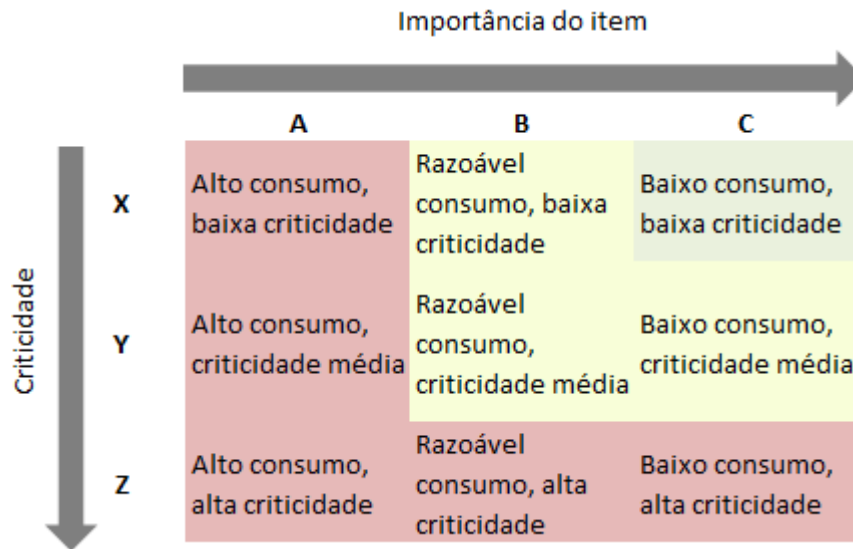 Importância do item
A B C
Criticidade
X
Alto consumo,
baixa criticidade
Razoável
consumo, baixa
criticidade
Baixo consumo,
baixa criticidade
Y
Alto consumo,
criticidade média
Razoável
consumo,
criticidade média
Baixo consumo,
criticidade média
Z
Alto consumo,
alta criticidade
Razoável
consumo, alta
criticidade
Baixo consumo,
alta criticidade